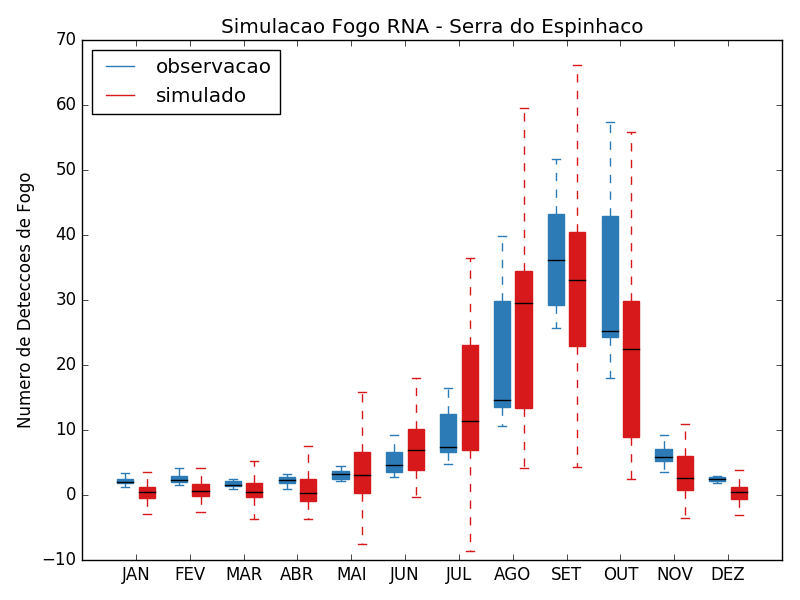 Simulacao Fogo RNA - Serra do Espinhaco
70
60
50
40
30
20
10
0
−10
Numero de Deteccoes de Fogo
observacao
simulado
JAN FEV MAR ABR MAI JUN JUL AGO SET OUT NOV DEZ